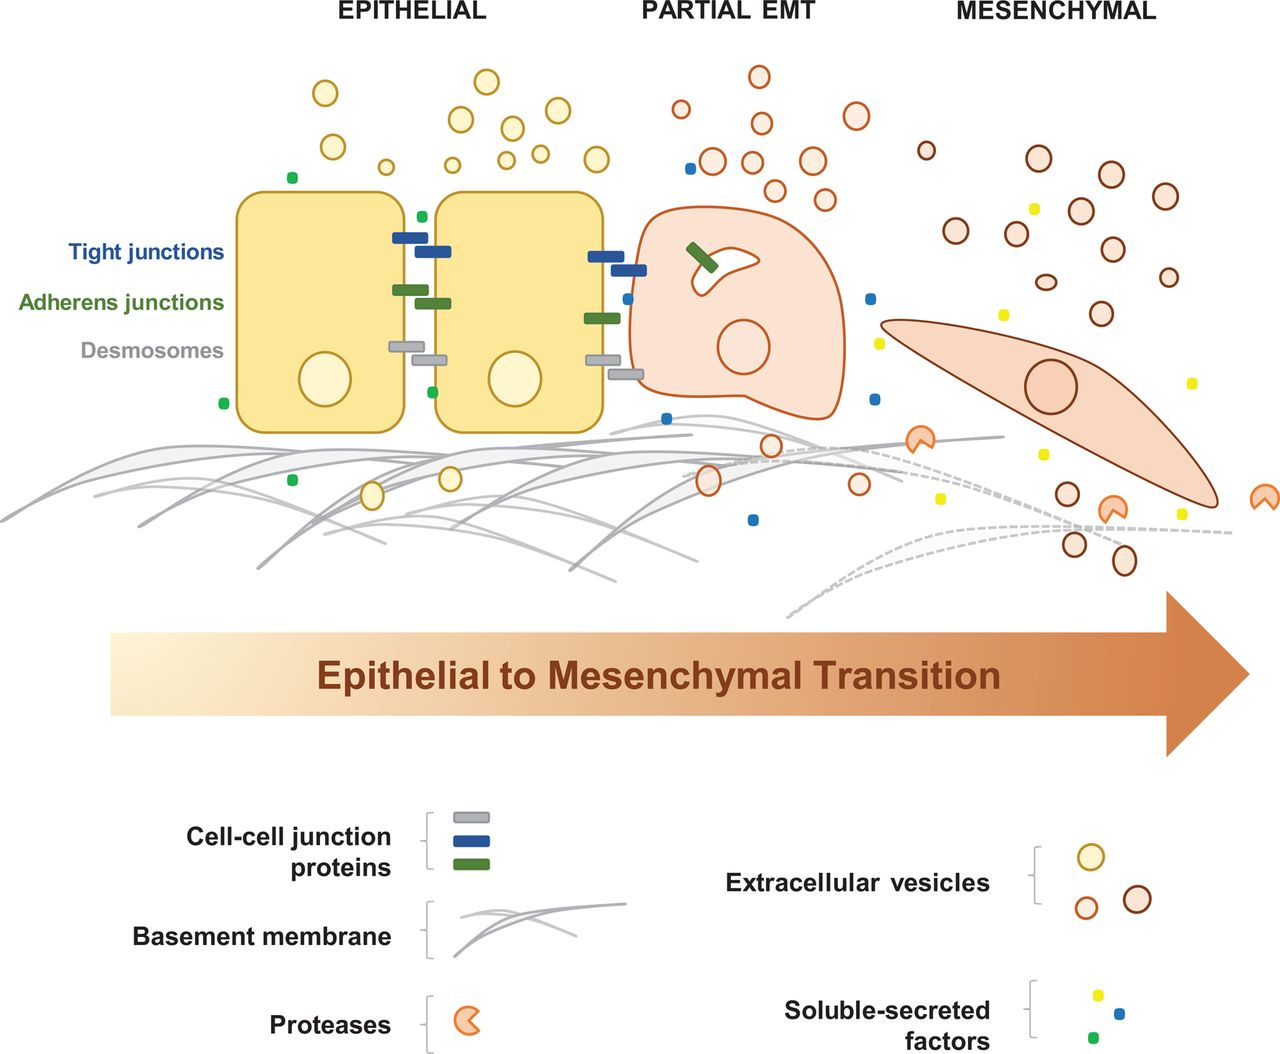 EPITHELIAL
PARTIAL EMT
MESENCHYMAL
Tight junctions
Adherens junctions
Desmosomes
Epithelial to Mesenchymal Transition
Cell-cell junction
proteins
Basement membrane
Proteases
Extracellular vesicles
Soluble-secreted
factors